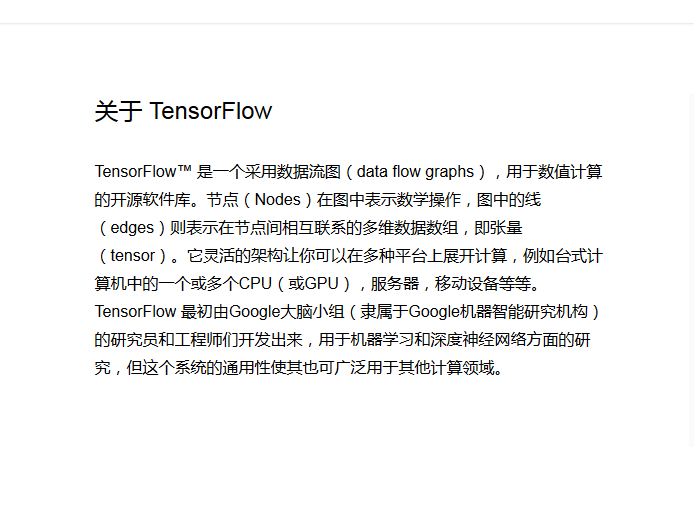 关于 TensorFlow
TensorFlow™ 是一个采用数据流图（data flow graphs），用于数值计算
的开源软件库。节点（Nodes）在图中表示数学操作，图中的线
（edges）则表示在节点间相互联系的多维数据数组，即张量
（tensor）。它灵活的架构让你可以在多种平台上展开计算，例如台式计
算机中的一个或多个CPU（或GPU），服务器，移动设备等等。
TensorFlow 最初由Google大脑小组（隶属于Google机器智能研究机构）
的研究员和工程师们开发出来，用于机器学习和深度神经网络方面的研
究，但这个系统的通用性使其也可广泛用于其他计算领域。